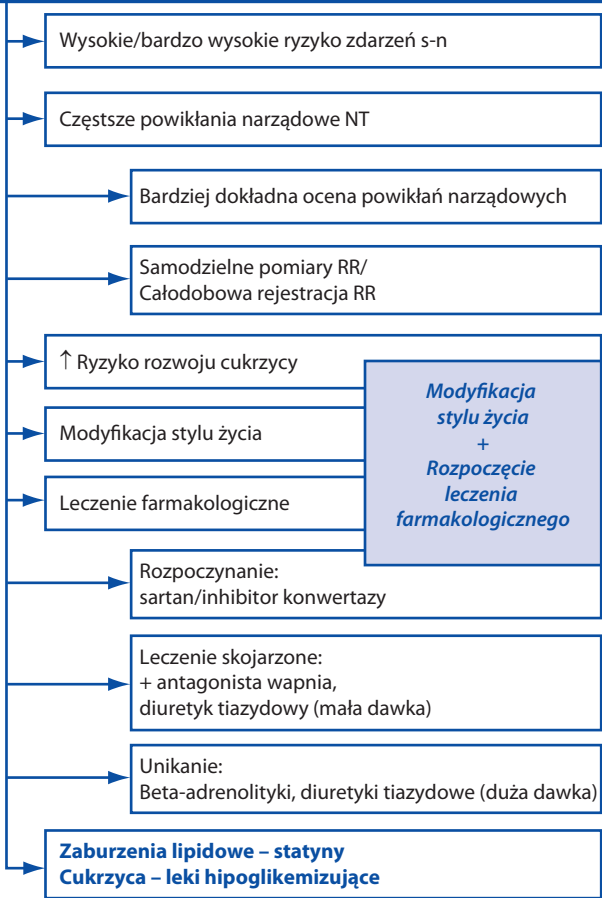 Wysokie/bardzo wysokie ryzyko zdarzeń s-n
Częstsze powikłania narządowe NT
Bardziej dokładna ocena powikłań narządowych
Samodzielne pomiary RR/
Całodobowa rejestracja RR
↑ Ryzyko rozwoju cukrzycy
Modyfikacja stylu życia
Leczenie farmakologiczne
Modyfikacja
stylu życia
+
Rozpoczęcie
leczenia
farmakologicznego
Rozpoczynanie:
sartan/inhibitor konwertazy
Leczenie skojarzone:
+ antagonista wapnia,
diuretyk tiazydowy (mała dawka)
Unikanie:
Beta-adrenolityki, diuretyki tiazydowe (duża dawka)
Zaburzenia lipidowe – statyny
Cukrzyca – leki hipoglikemizujące